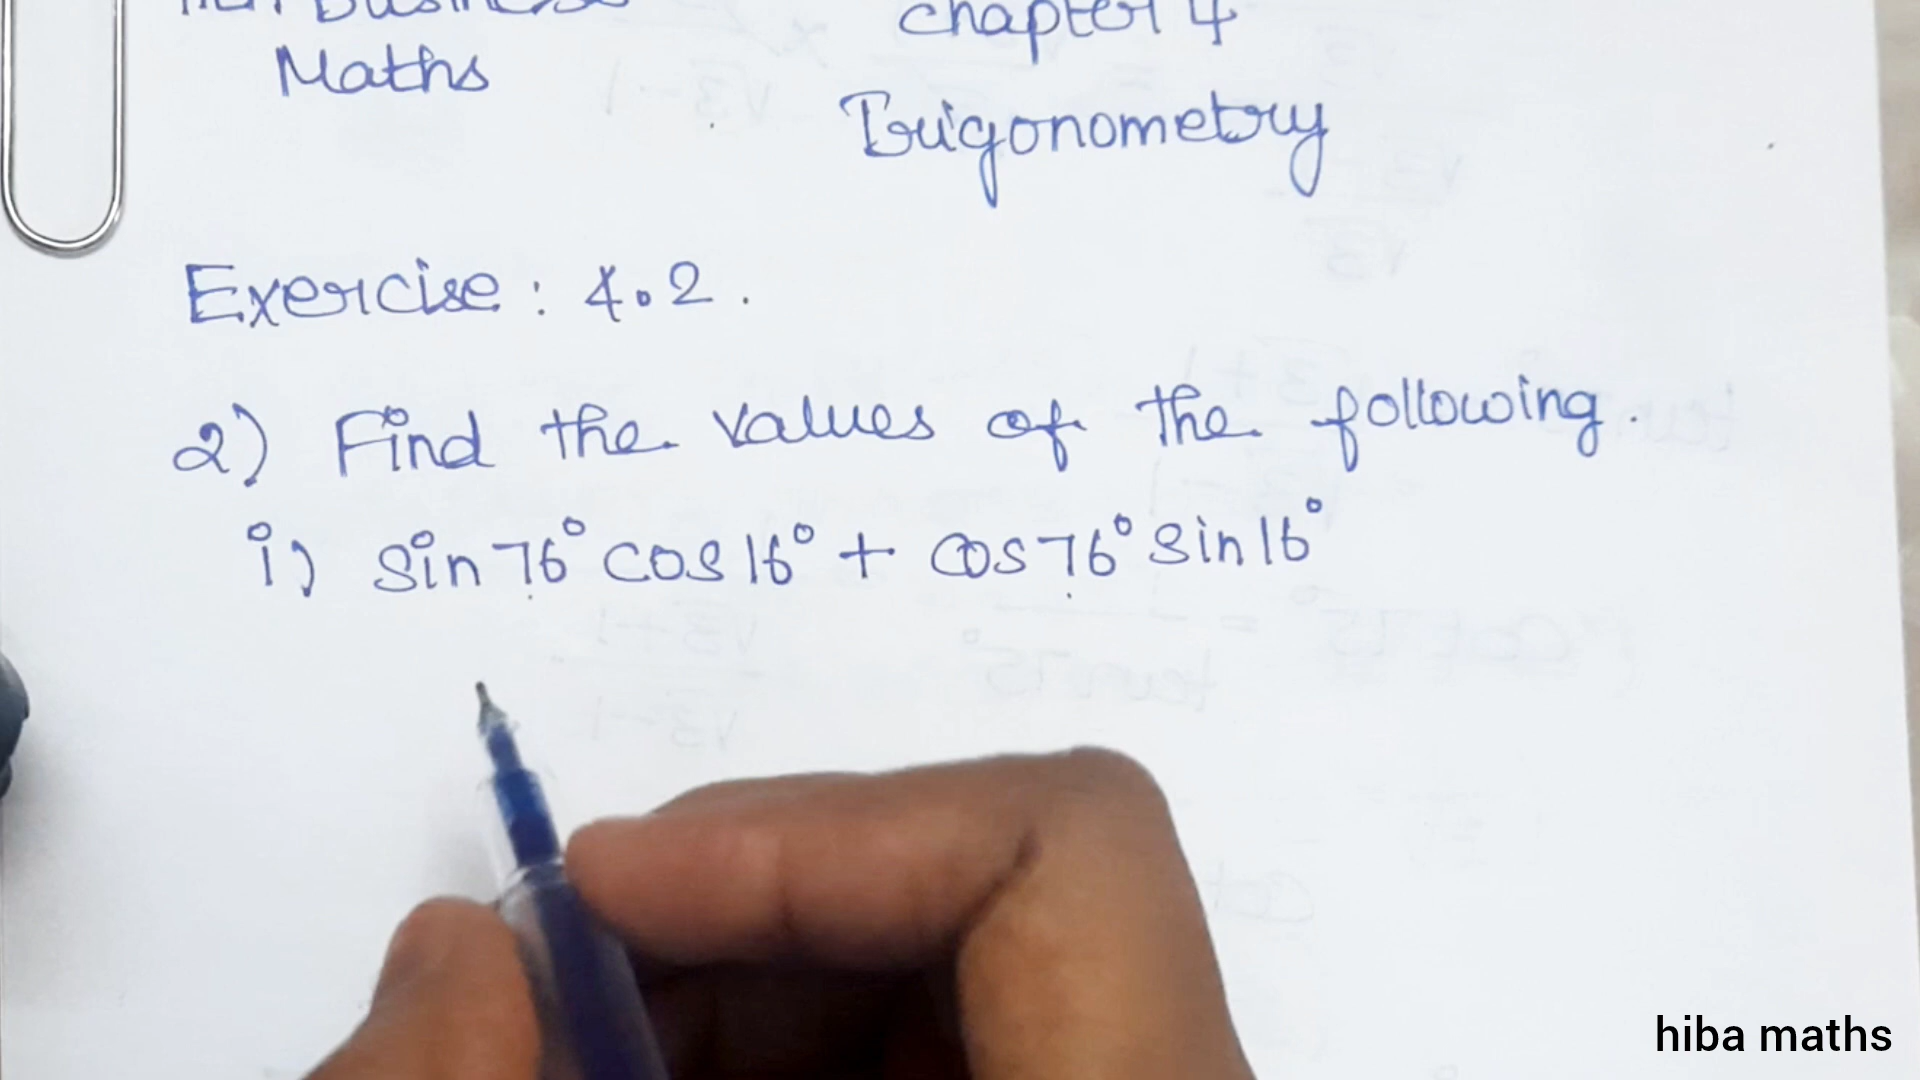 Maths
Chapter 4
Trigonometry
Exercise : 4.2.
2) Find the values of the following.
i) sin 76° cos 16° + cos 76° sin 16°
hiba maths